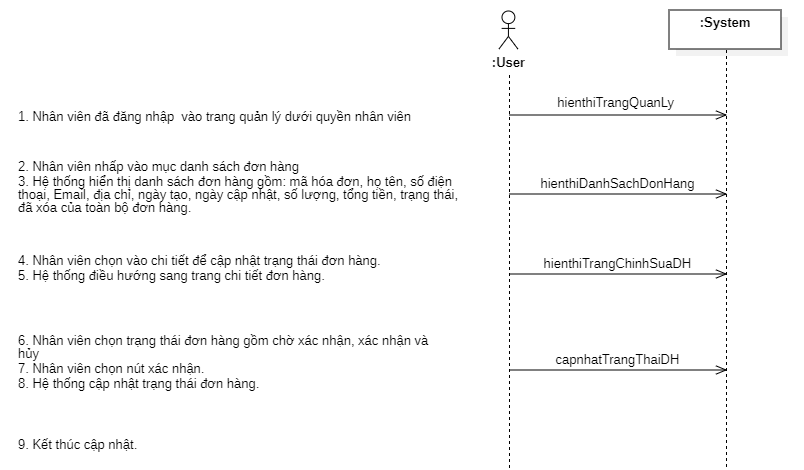 :System
:User
hienthiTrangQuanLy
1. Nhân viên đã đăng nhập vào trang quản lý dưới quyền nhân viên
2. Nhân viên nhấp vào mục danh sách đơn hàng
3. Hệ thống hiển thị danh sách đơn hàng gồm: mã hóa đơn, họ tên, số điện
thoại, Email, địa chỉ, ngày tạo, ngày cập nhật, số lượng, tổng tiền, trạng thái,
đã xóa của toàn bộ đơn hàng.
hienthiDanhSachDonHang
4. Nhân viên chọn vào chi tiết để cập nhật trạng thái đơn hàng.
5. Hệ thống điều hướng sang trang chi tiết đơn hàng.
hienthiTrangChinhSuaDH
6. Nhân viên chọn trạng thái đơn hàng gồm chờ xác nhận, xác nhận và
hủy
7. Nhân viên chọn nút xác nhận.
8. Hệ thống cập nhật trạng thái đơn hàng.
capnhatTrangThaiDH
9. Kết thúc cập nhật.